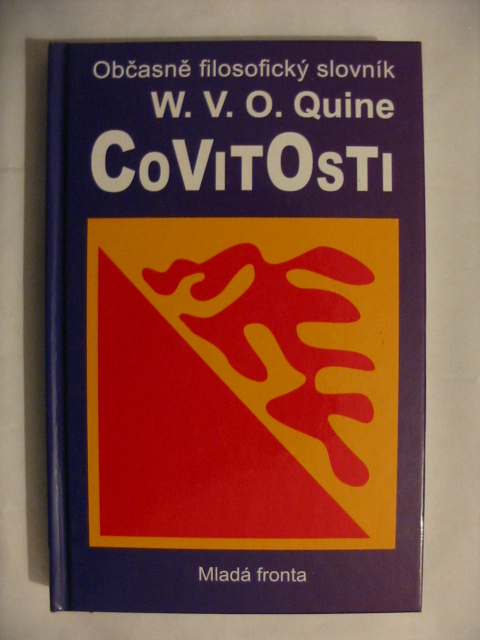 Občasně filosofický slovník
W. V. O. Quine
CoViTOsTi
Mladá fronta